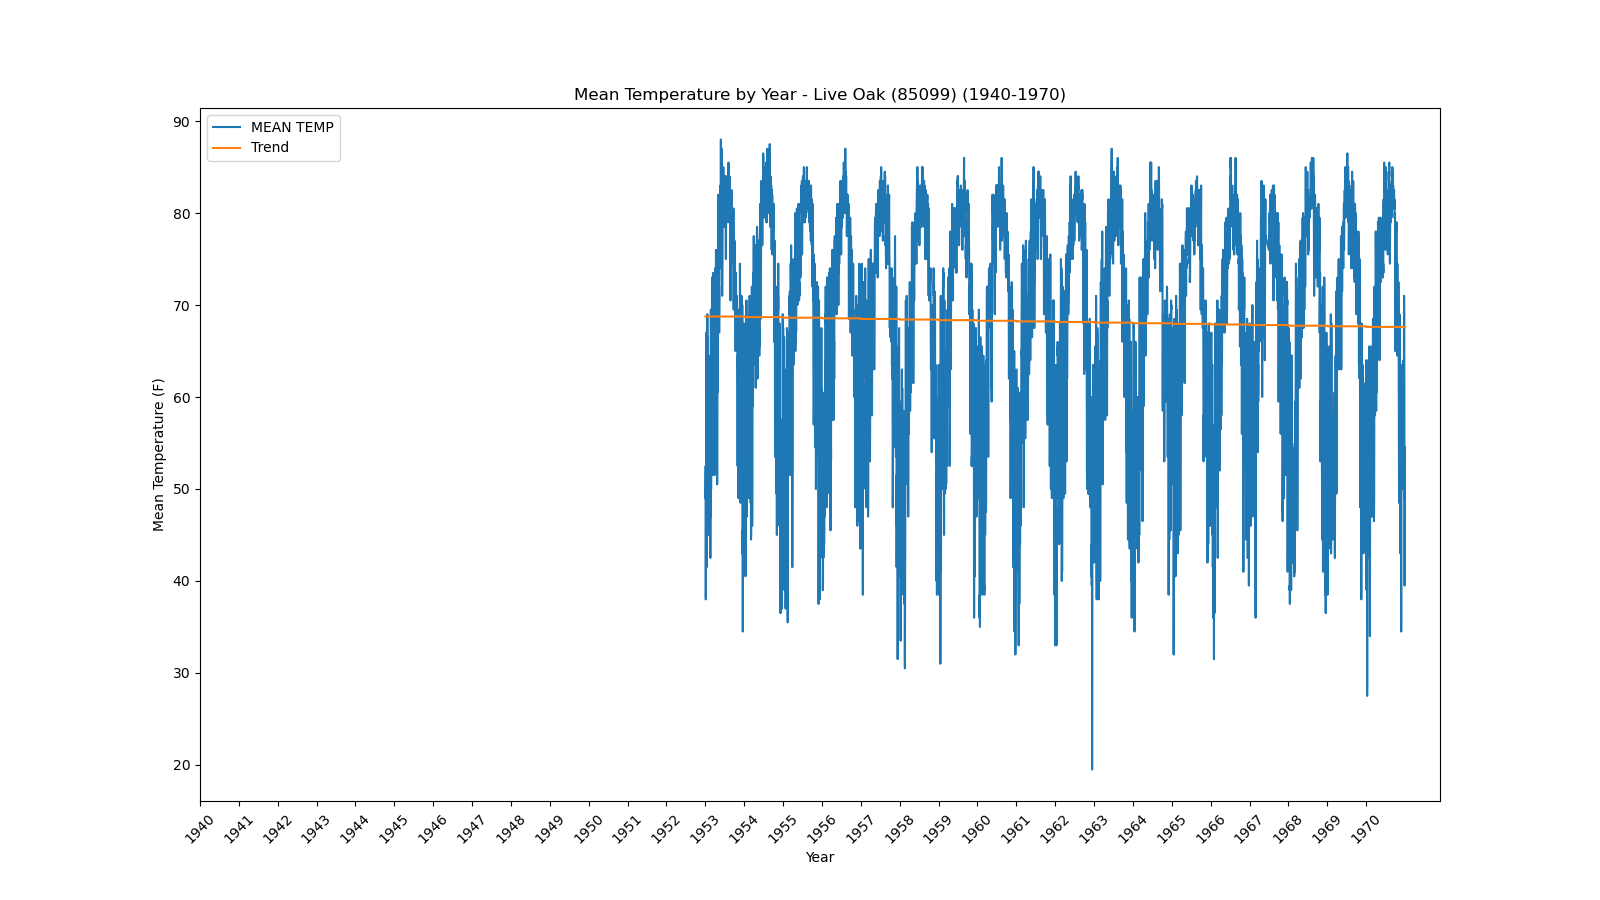 Mean Temperature by Year - Live Oak (85099) (1940-1970)
MEAN TEMP
Trend
Mean Temperature (F)
90
80
70
60
50
40
30
20
1940 1941 1942 1943 1944 1945 1946 1947 1948 1949 1950 1951 1952 1953 1954 1955 1956 1957 1958 1959 1960 1961 1962 1963 1964 1965 1966 1967 1968 1969 1970
Year